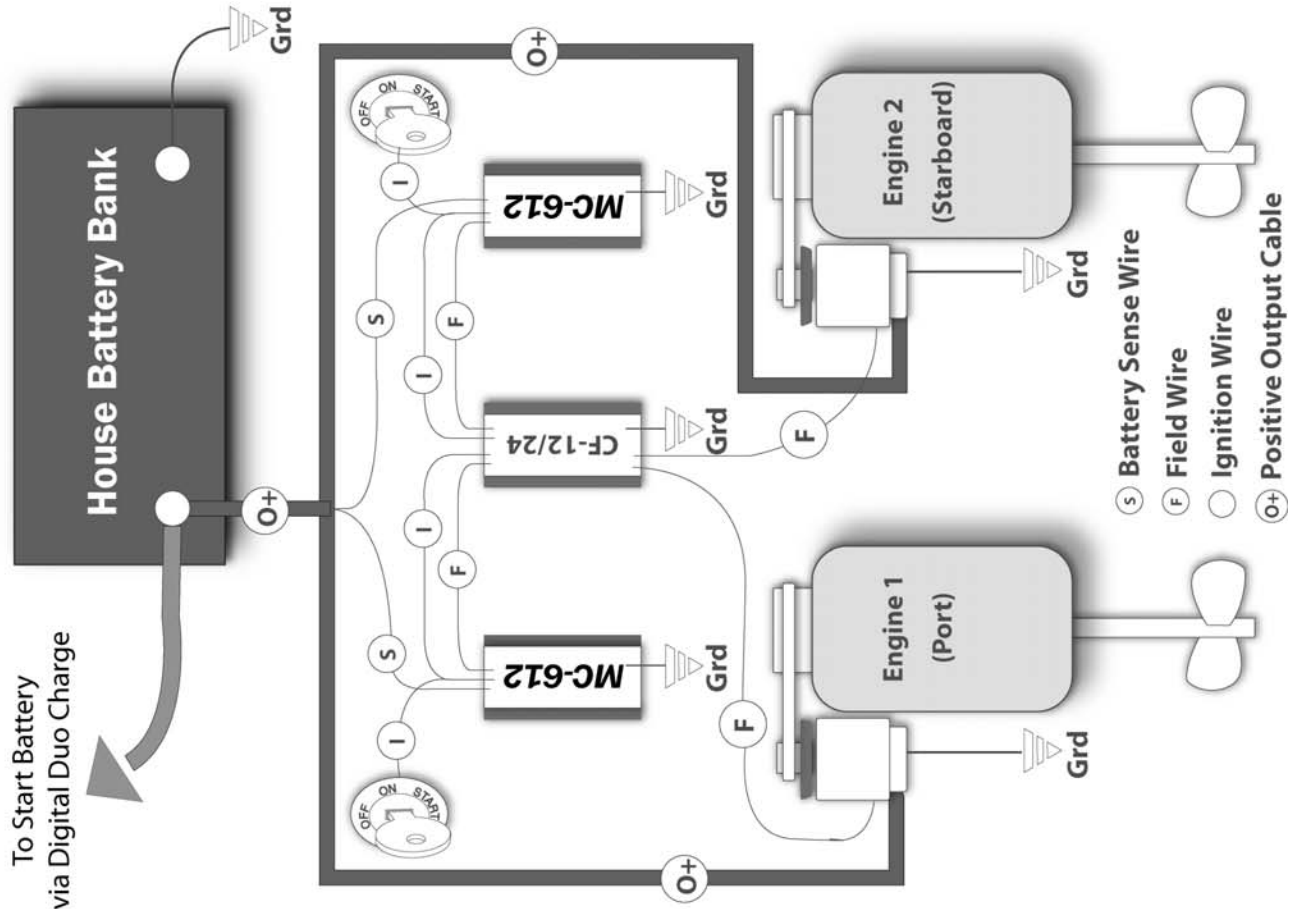 To Start Battery
via Digital Duo Charge
House Battery Bank
Grd
O+
O+
O+
OFF
ON
START
OFF
ON
START
I
I
S
S
I
I
F
F
MC-612
CF-12/24
MC-612
Grd
Grd
Grd
F
F
Engine 1
(Port)
Engine 2
(Starboard)
Grd
Grd
S Battery Sense Wire
F Field Wire
Ignition Wire
O+ Positive Output Cable